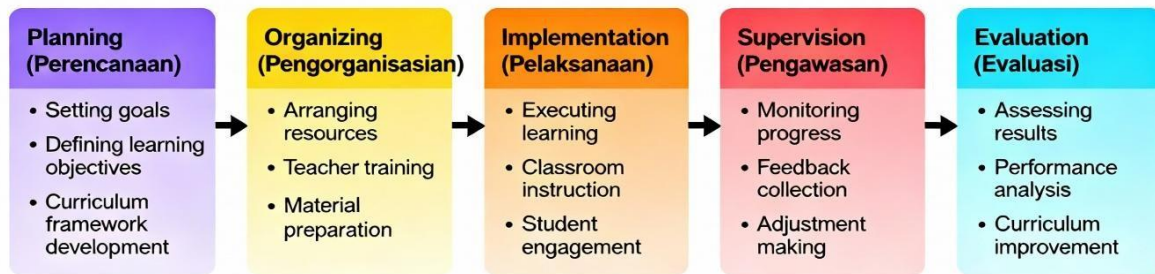 Planning
(Perencanaan)
• Setting goals
• Defining learning
objectives
• Curriculum
framework
development
Organizing
(Pengorganisasian)
• Arranging
resources
• Teacher training
• Material
preparation
Implementation
(Pelaksanaan)
• Executing
learning
• Classroom
instruction
• Student
engagement
Supervision
(Pengawasan)
• Monitoring
progress
• Feedback
collection
• Adjustment
making
Evaluation
(Evaluasi)
• Assessing
results
• Performance
analysis
• Curriculum
improvement